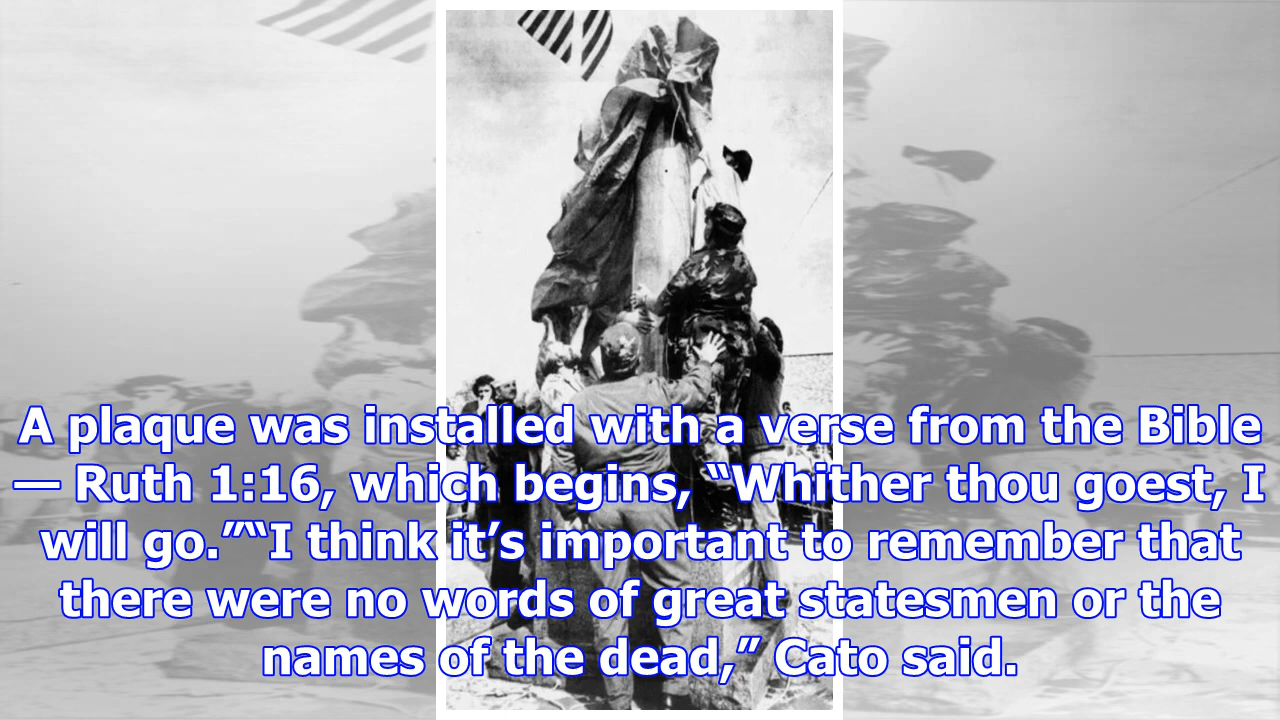 A plaque was installed with a verse from the Bible
— Ruth 1:16, which begins, “Whither thou goest, I
will go.”“I think it’s important to remember that
there were no words of great statesmen or the
names of the dead,” Cato said.